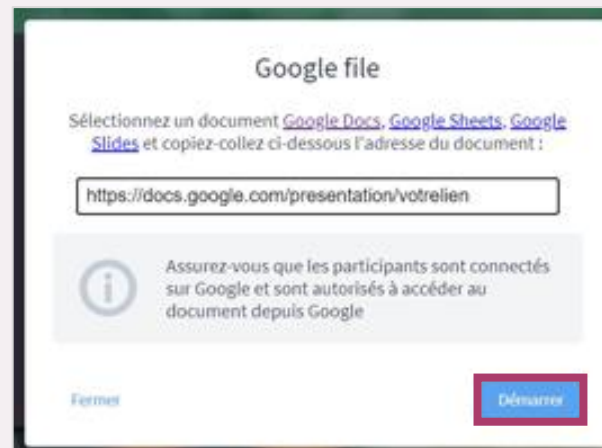 Google file
Sélectionnez un document Google Docs, Google Sheets, Google
Slides et copiez-collez ci-dessous l'adresse du document :
https://docs.google.com/presentation/votrelien
Assurez-vous que les participants sont connectés
sur Google et sont autorisés à accéder au
document depuis Google
Fermer
Démarrer